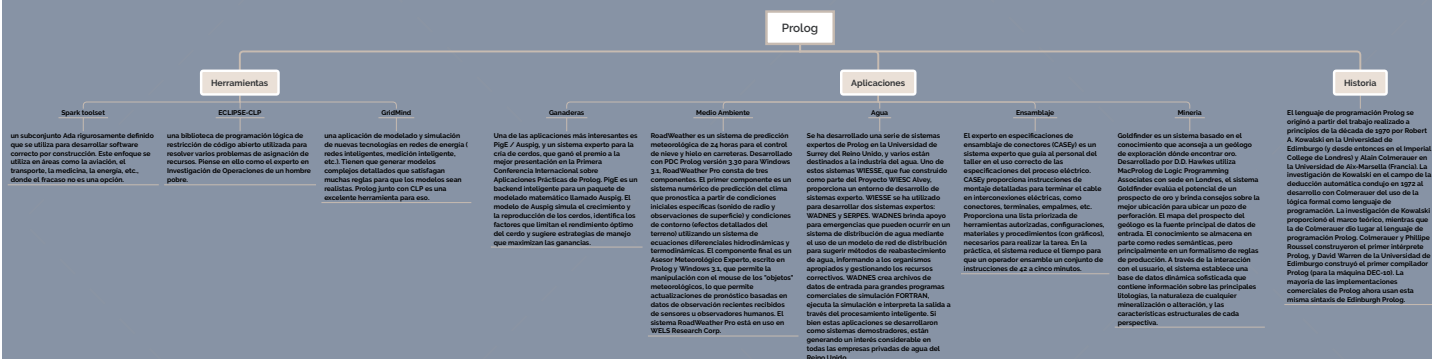 Prolog
Herramientas
Aplicaciones
Historia
Spark toolset
un subconjunto Ada rigurosamente definido
que se utiliza para desarrollar software
correcto por construcción. Este enfoque se
utiliza en áreas como la aviación, el
transporte, la medicina, la energía, etc.,
donde el fracaso no es una opción.
ECLIPSE-CLP
una biblioteca de programación lógica de
restricción de código abierto utilizada para
resolver varios problemas de asignación de
recursos. Piense en ello como el experto en
Investigación de Operaciones de un hombre
pobre.
GridMind
una aplicación de modelado y simulación
de nuevas tecnologías en redes de energía (
redes inteligentes, medición inteligente,
etc.). Tienen que generar modelos
complejos detallados que satisfagan
muchas reglas para que los modelos sean
realistas. Prolog junto con CLP es una
excelente herramienta para eso.
Ganaderas
Una de las aplicaciones más interesantes es
PigE / Auspig, y un sistema experto para la
cría de cerdos, que ganó el premio a la
mejor presentación en la Primera
Conferencia Internacional sobre
Aplicaciones Prácticas de Prolog. PigE es un
backend inteligente para un paquete de
modelado matemático llamado Auspig. El
modelo de Auspig simula el crecimiento y
la reproducción de los cerdos, identifica los
factores que limitan el rendimiento óptimo
del cerdo y sugiere estrategias de manejo
que maximizan las ganancias.
Medio Ambiente
RoadWeather es un sistema de predicción
meteorológica de 24 horas para el control
de nieve y hielo en carreteras. Desarrollado
con PDC Prolog versión 3.30 para Windows
3.1, RoadWeather Pro consta de tres
componentes. El primer componente es un
sistema numérico de predicción del clima
que pronostica a partir de condiciones
iniciales específicas (sonido de radio y
observaciones de superficie) y condiciones
de contorno (efectos detallados del
terreno) utilizando un sistema de
ecuaciones diferenciales hidrodinámicas y
termodinámicas. El componente final es un
Asesor Meteorológico Experto, escrito en
Prolog y Windows 3.1, que permite la
manipulación con el mouse de los "objetos"
meteorológicos, lo que permite
actualizaciones de pronóstico basadas en
datos de observación recientes recibidos
de sensores u observadores humanos. El
sistema RoadWeather Pro está en uso en
WELS Research Corp.
Agua
Se ha desarrollado una serie de sistemas
expertos de Prolog en la Universidad de
Surrey del Reino Unido, y varios están
destinados a la industria del agua. Uno de
estos sistemas WIESSE, que fue construido
como parte del Proyecto WIESC Alvey,
proporciona un entorno de desarrollo de
sistemas experto. WIESSE se ha utilizado
para desarrollar dos sistemas expertos:
WADNES y SERPES. WADNES brinda apoyo
para emergencias que pueden ocurrir en un
sistema de distribución de agua mediante
el uso de un modelo de red de distribución
para sugerir métodos de reabastecimiento
de agua, informando a los organismos
apropiados y gestionando los recursos
correctivos. WADNES crea archivos de
datos de entrada para grandes programas
comerciales de simulación FORTRAN,
ejecuta la simulación e interpreta la salida a
través del procesamiento inteligente. Si
bien estas aplicaciones se desarrollaron
como sistemas demostradores, están
generando un interés considerable en
todas las empresas privadas de agua del
Reino Unido.
Ensamblaje
El experto en especificaciones de
ensamblaje de conectores (CASEy) es un
sistema experto que guía al personal del
taller en el uso correcto de las
especificaciones del proceso eléctrico.
CASEy proporciona instrucciones de
montaje detalladas para terminar el cable
en interconexiones eléctricas, como
conectores, terminales, empalmes, etc.
Proporciona una lista priorizada de
herramientas autorizadas, configuraciones,
materiales y procedimientos (con gráficos),
necesarios para realizar la tarea. En la
práctica, el sistema reduce el tiempo para
que un operador ensamble un conjunto de
instrucciones de 42 a cinco minutos.
Minería
Goldfinder es un sistema basado en el
conocimiento que aconseja a un geólogo
de exploración dónde encontrar oro.
Desarrollado por D.D. Hawkes utiliza
MacProlog de Logic Programming
Associates con sede en Londres, el sistema
Goldfinder evalúa el potencial de un
prospecto de oro y brinda consejos sobre la
mejor ubicación para ubicar un pozo de
perforación. El mapa del prospecto del
geólogo es la fuente principal de datos de
entrada. El conocimiento se almacena en
parte como redes semánticas, pero
principalmente en un formalismo de reglas
de producción. A través de la interacción
con el usuario, el sistema establece una
base de datos dinámica sofisticada que
contiene información sobre las principales
litologías, la naturaleza de cualquier
mineralización o alteración, y las
características estructurales de cada
perspectiva.
El lenguaje de programación Prolog se
originó a partir del trabajo realizado a
principios de la década de 1970 por Robert
A. Kowalski en la Universidad de
Edimburgo (y desde entonces en el Imperial
College de Londres) y Alain Colmerauer en
la Universidad de Aix-Marsella (Francia). La
investigación de Kowalski en el campo de la
deducción automática condujo en 1972 al
desarrollo con Colmerauer del uso de la
lógica formal como lenguaje de
programación. La investigación de Kowalski
proporcionó el marco teórico, mientras que
la de Colmerauer dio lugar al lenguaje de
programación Prolog. Colmerauer y Phillipe
Roussel construyeron el primer intérprete
Prolog, y David Warren de la Universidad de
Edimburgo construyó el primer compilador
Prolog (para la máquina DEC-10). La
mayoría de las implementaciones
comerciales de Prolog ahora usan esta
misma sintaxis de Edinburgh Prolog.